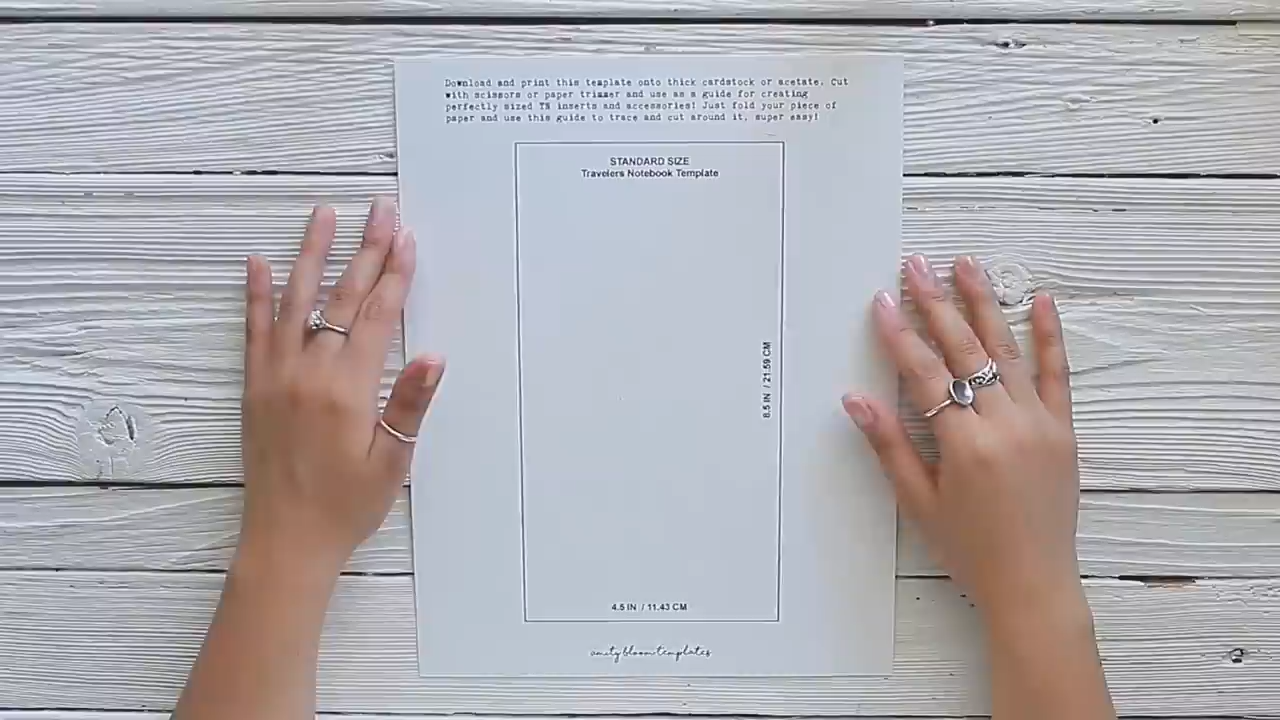 Download and print this template onto thick cardstock or acetate. Cut
with scissors or paper trimmer and use as a guide for creating
perfectly sized TN inserts and accessories! Just fold your piece of
paper and use this guide to trace and cut around it, super easy!
STANDARD SIZE
Travelers Notebook Template
8.5 IN / 21.59 CM
4.5 IN / 11.43 CM
amitybloomtemplates